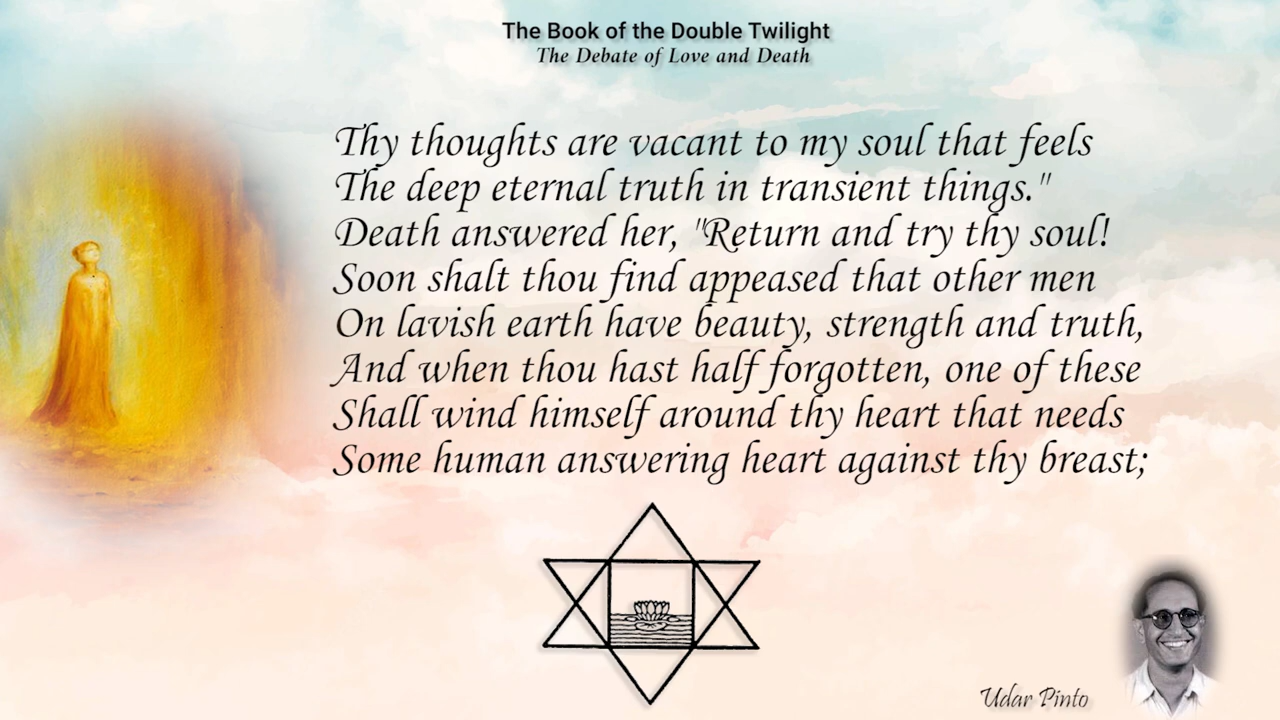 The Book of the Double Twilight
The Debate of Love and Death
Thy thoughts are vacant to my soul that feels
The deep eternal truth in transient things."
Death answered her, "Return and try thy soul!
Soon shalt thou find appeased that other men
On lavish earth have beauty, strength and truth,
And when thou hast half forgotten, one of these
Shall wind himself around thy heart that needs
Some human answering heart against thy breast;
Udar Pinto